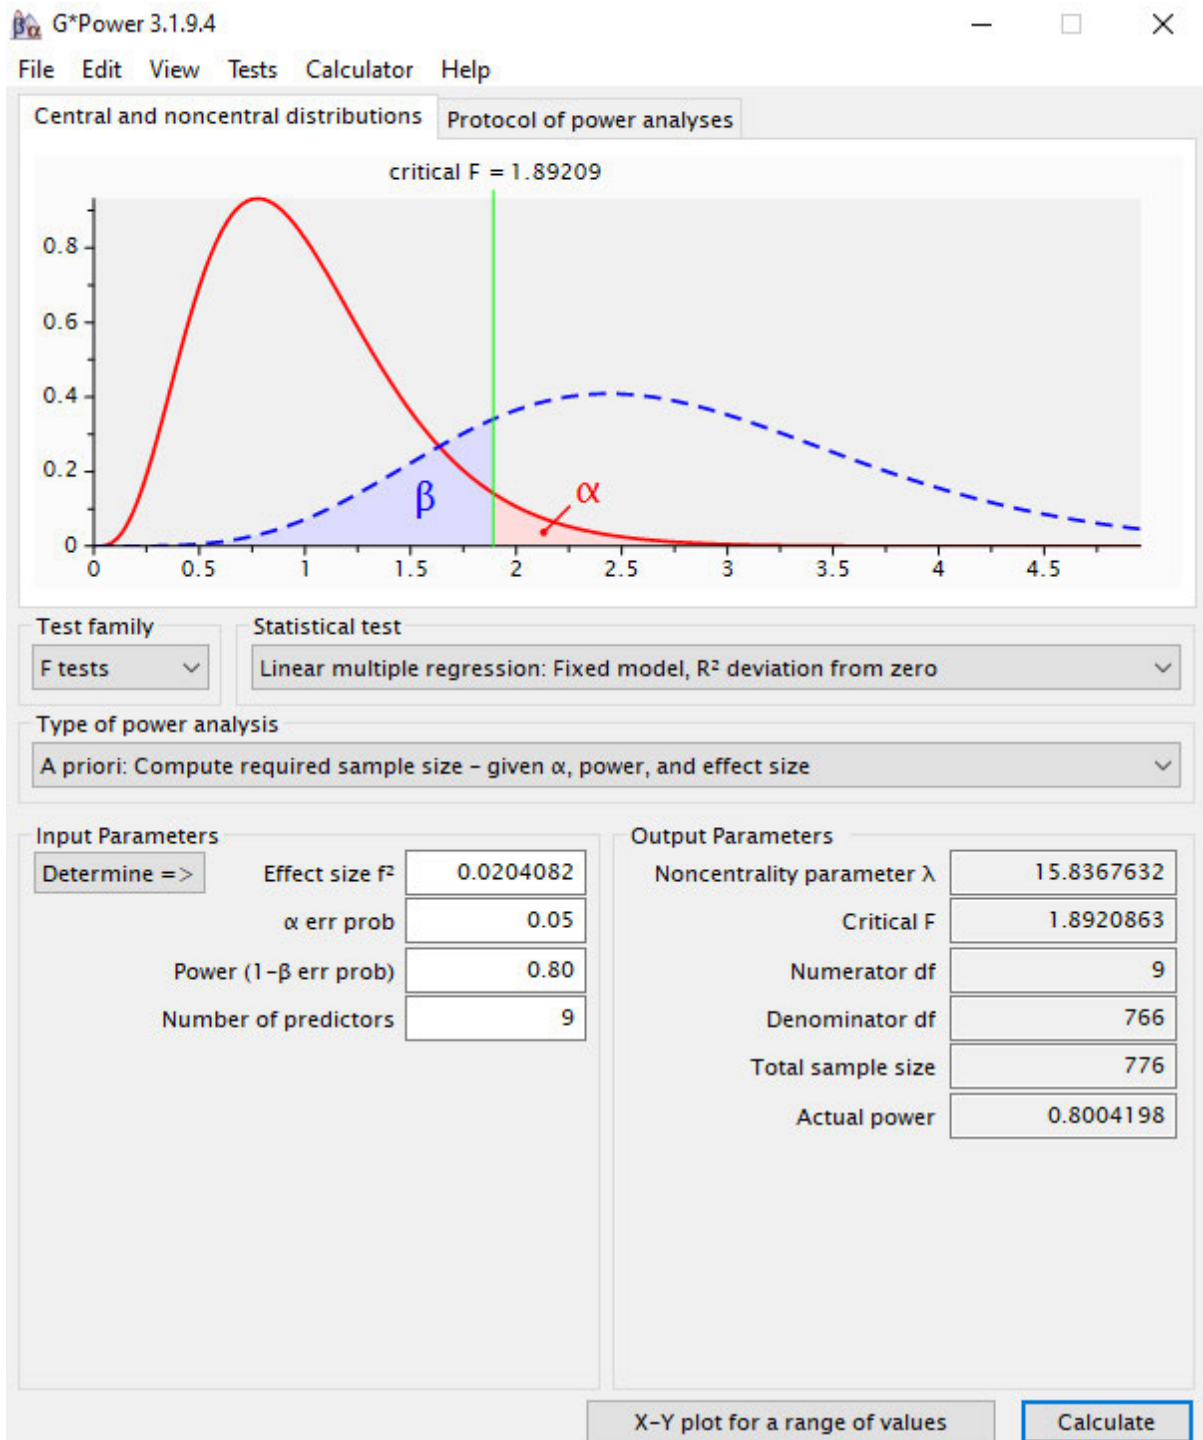 G*Power 3.1.9.4
File Edit View Tests Calculator Help
Central and noncentral distributions Protocol of power analyses
critical F = 1.89209
0.8
0.6
0.4
0.2
0
β
α
0 0.5 1 1.5 2 2.5 3 3.5 4 4.5
Test family Statistical test
F tests Linear multiple regression: Fixed model, R² deviation from zero
Type of power analysis
A priori: Compute required sample size – given α, power, and effect size
Input Parameters
Determine => Effect size f² 0.0204082
α err prob 0.05
Power (1–β err prob) 0.80
Number of predictors 9
Output Parameters
Noncentrality parameter λ 15.8367632
Critical F 1.8920863
Numerator df 9
Denominator df 766
Total sample size 776
Actual power 0.8004198
X–Y plot for a range of values Calculate